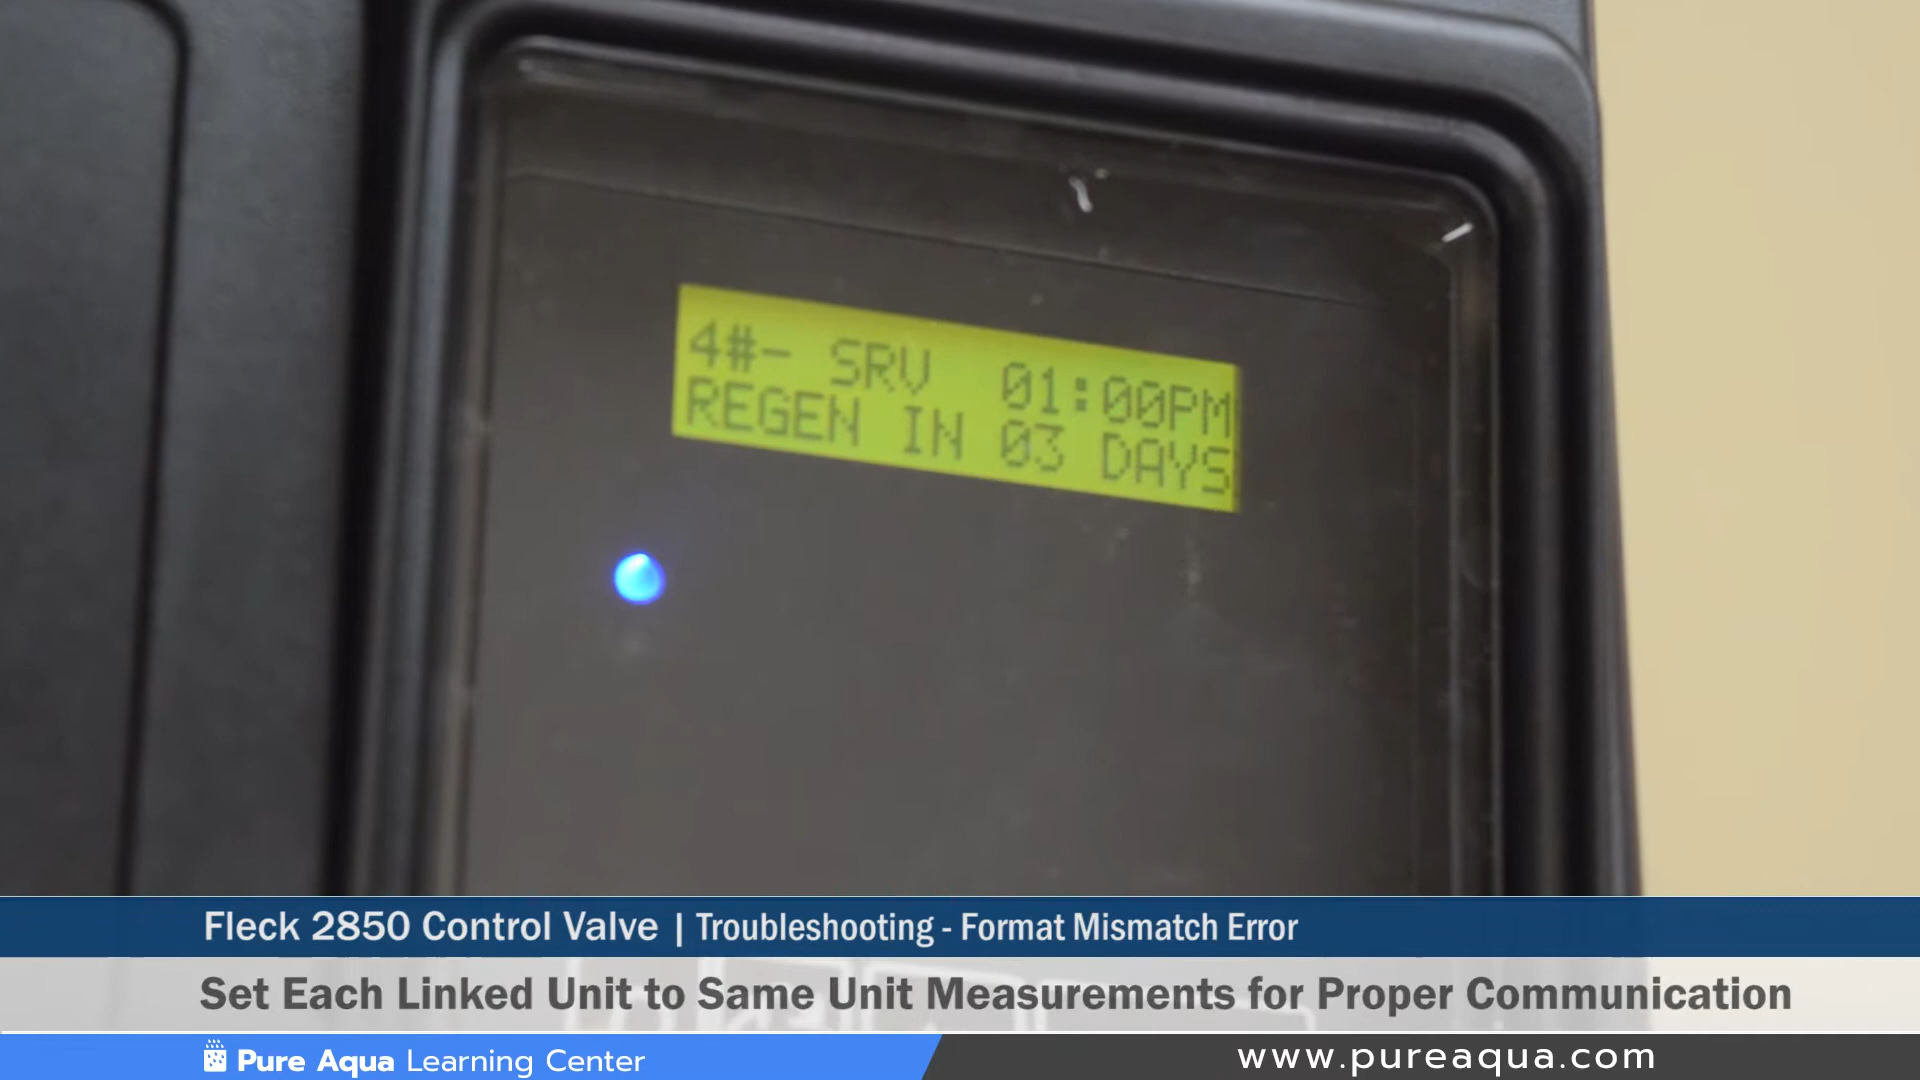 4#- SRV 01:00PM
REGEN IN 03 DAYS
Fleck 2850 Control Valve | Troubleshooting - Format Mismatch Error
Set Each Linked Unit to Same Unit Measurements for Proper Communication
Pure Aqua Learning Center
www.pureaqua.com